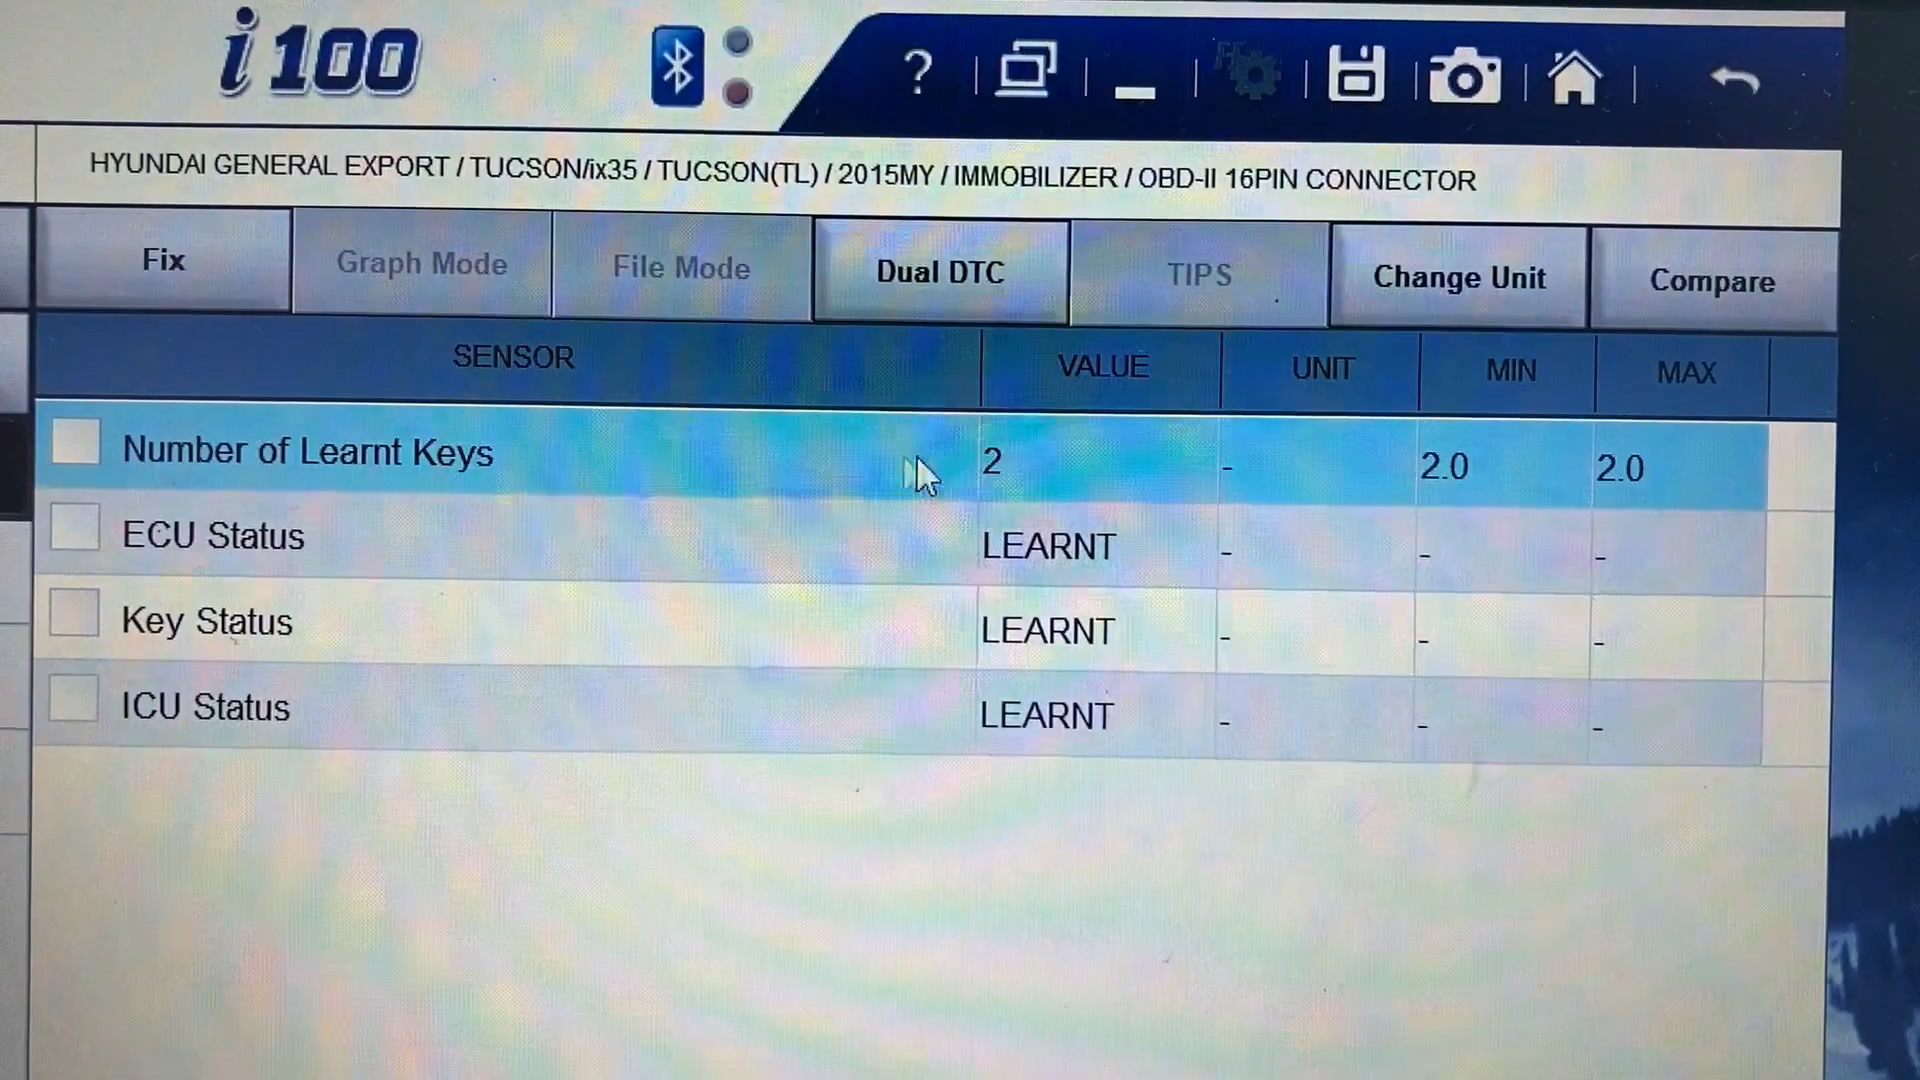 i 100
?
HYUNDAI GENERAL EXPORT / TUCSON/ix35 / TUCSON(TL) / 2015MY / IMMOBILIZER / OBD-II 16PIN CONNECTOR
Fix Graph Mode File Mode Dual DTC TIPS Change Unit Compare
SENSOR VALUE UNIT MIN MAX
Number of Learnt Keys 2 - 2.0 2.0
ECU Status LEARNT - - -
Key Status LEARNT - - -
ICU Status LEARNT - - -